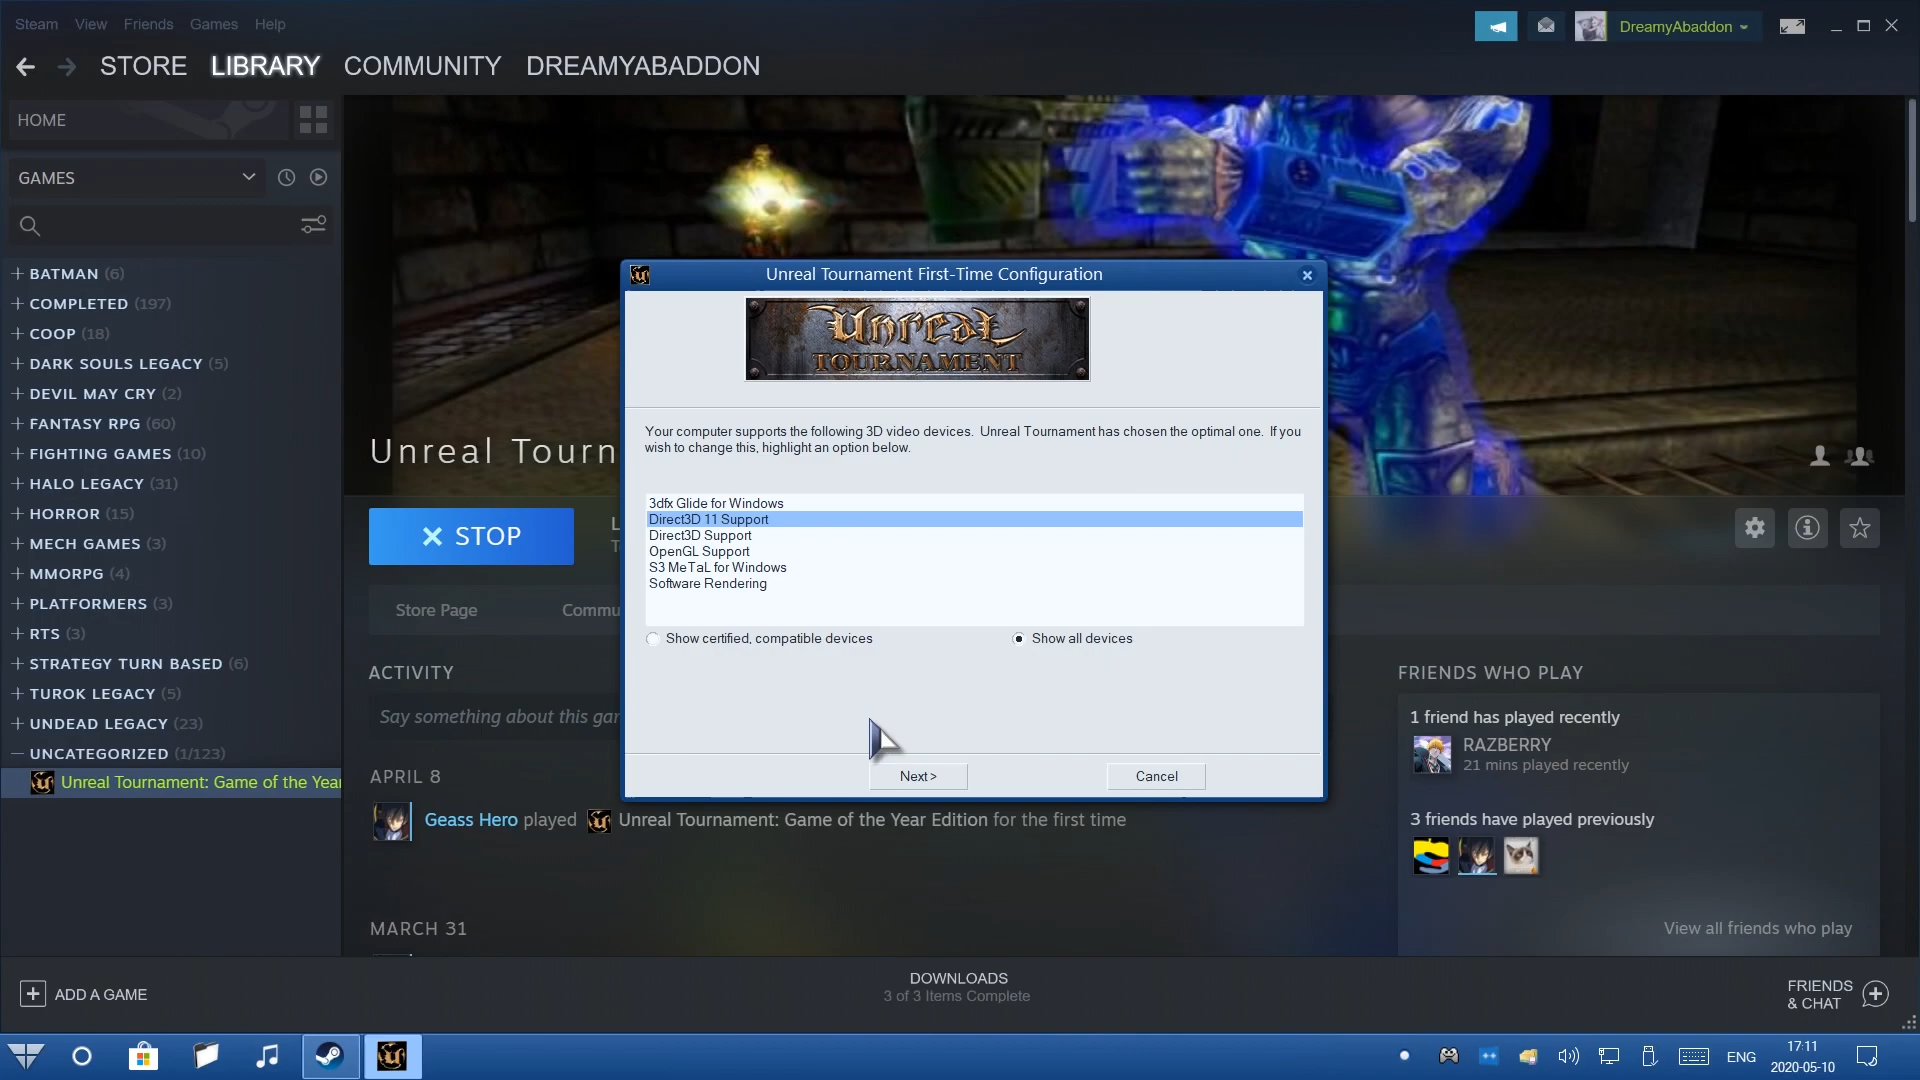 Steam View Friends Games Help
DreamyAbaddon
STORE LIBRARY COMMUNITY DREAMYABADDON
HOME
GAMES
BATMAN (6)
COMPLETED (197)
COOP (18)
DARK SOULS LEGACY (5)
DEVIL MAY CRY (2)
FANTASY RPG (60)
FIGHTING GAMES (10)
HALO LEGACY (31)
HORROR (15)
MECH GAMES (3)
MMORPG (4)
PLATFORMERS (3)
RTS (3)
STRATEGY TURN BASED (6)
TUROK LEGACY (5)
UNDEAD LEGACY (23)
UNCATEGORIZED (1/123)
Unreal Tournament: Game of the Year
Unreal Tourn
STOP
Store Page
Commu
ACTIVITY
Say something about this gam
APRIL 8
Geass Hero played Unreal Tournament: Game of the Year Edition for the first time
MARCH 31
Unreal Tournament First-Time Configuration
Unreal
TOURNAMENT
Your computer supports the following 3D video devices. Unreal Tournament has chosen the optimal one. If you
wish to change this, highlight an option below.
3dfx Glide for Windows
Direct3D 11 Support
Direct3D Support
OpenGL Support
S3 MeTaL for Windows
Software Rendering
Show certified, compatible devices
Show all devices
Next>
Cancel
FRIENDS WHO PLAY
1 friend has played recently
RAZBERRY
21 mins played recently
3 friends have played previously
View all friends who play
ADD A GAME
DOWNLOADS
3 of 3 Items Complete
FRIENDS
& CHAT
ENG
17:11
2020-05-10